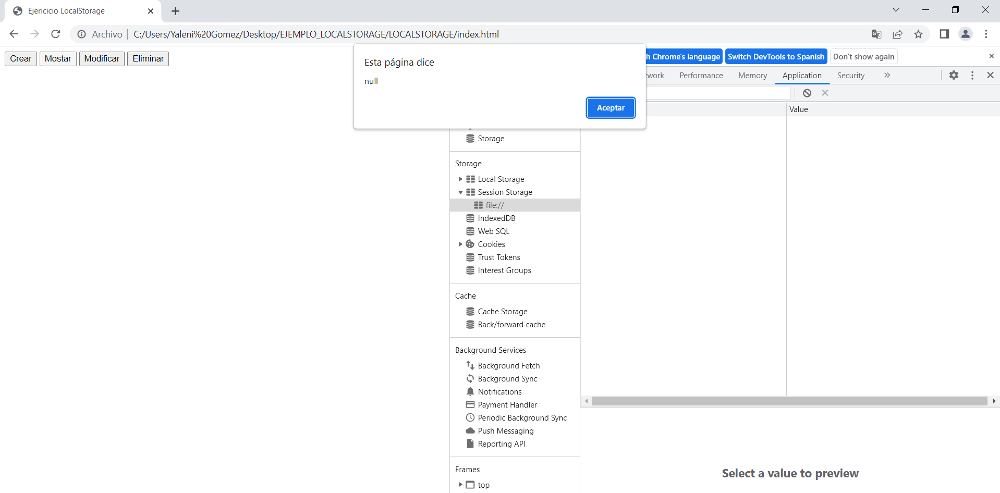 Ejericicio LocalStorage
Archivo
C:/Users/Yaleni%20Gomez/Desktop/EJEMPLO_LOCALSTORAGE/LOCALSTORAGE/index.html
Crear Mostar Modificar Eliminar
Esta página dice
null
Aceptar
Chrome's language Switch DevTools to Spanish Don't show again
Performance Memory Application Security
Value
Storage
Storage
Local Storage
Session Storage
file://
IndexedDB
Web SQL
Cookies
Trust Tokens
Interest Groups
Cache
Cache Storage
Back/forward cache
Background Services
Background Fetch
Background Sync
Notifications
Payment Handler
Periodic Background Sync
Push Messaging
Reporting API
Frames
top
Select a value to preview